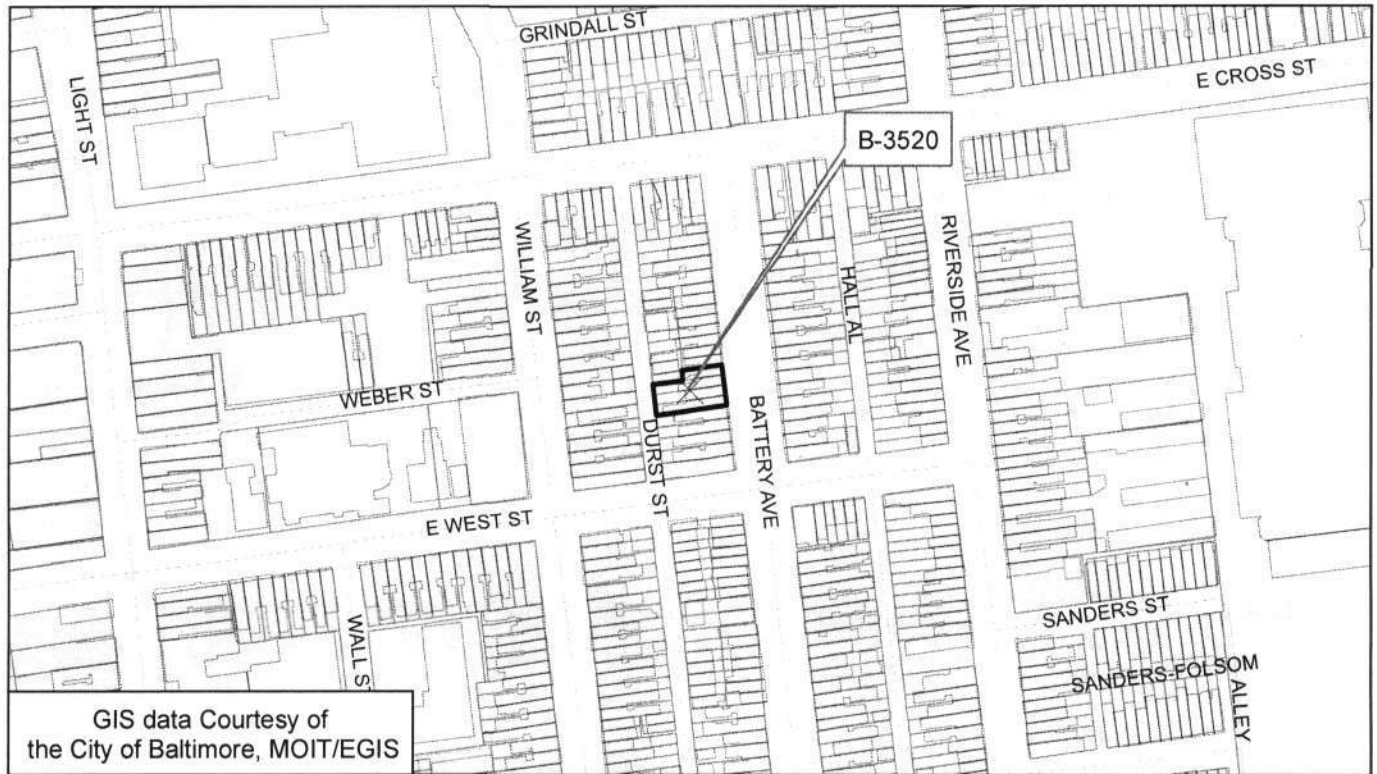 GRINDALL ST
E CROSS ST
LIGHT ST
B-3520
WILLIAM ST
HALL AL
RIVERSIDE AVE
WEBER ST
BATTERY AVE
DURST ST
E WEST ST
SANDERS ST
WALL ST
SANDERS-FOLSOM
ALLEY
GIS data Courtesy of
the City of Baltimore, MOIT/EGIS